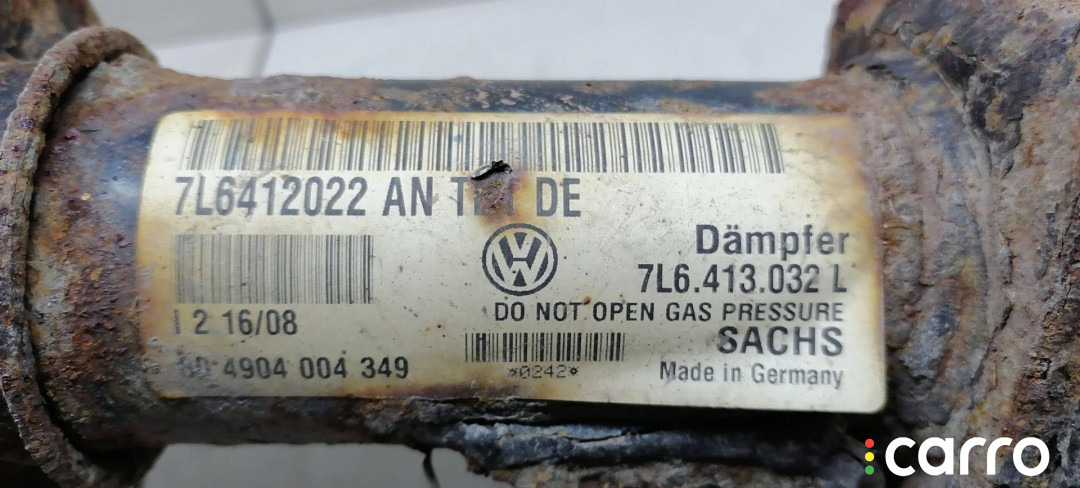 7L6412022 AN DE
Dämpfer
7L6.413.032 L
DO NOT OPEN GAS PRESSURE
SACHS
Made in Germany
I 2 16/08
4904 004 349
*0242*
carro